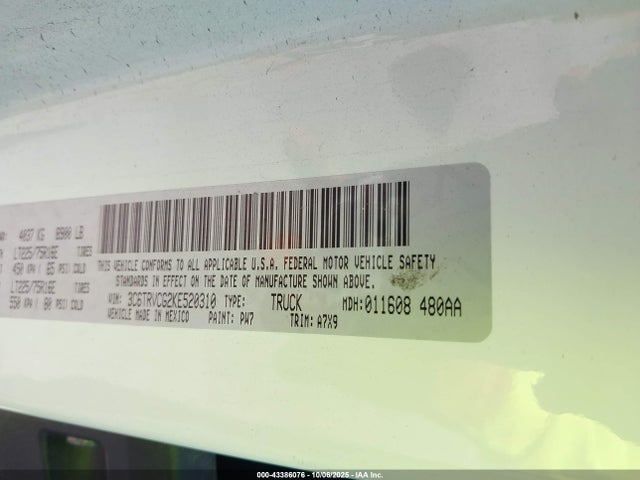 4037 KG 8900 LB
LT225/75R16E TIRES
450 KPA / 65 PSI/COLD
LT225/75R16E TIRES
550 KPA / 80 PSI/COLD
THIS VEHICLE CONFORMS TO ALL APPLICABLE U.S.A. FEDERAL MOTOR VEHICLE SAFETY
STANDARDS IN EFFECT ON THE DATE OF MANUFACTURE SHOWN ABOVE.
VIN: 3C6TRVCG2KE520310 TYPE: TRUCK MDH: 011608 480AA
VEHICLE MADE IN MEXICO PAINT: PW7 TRIM: A7X9
000-43386076 - 10/06/2025 - IAA Inc.